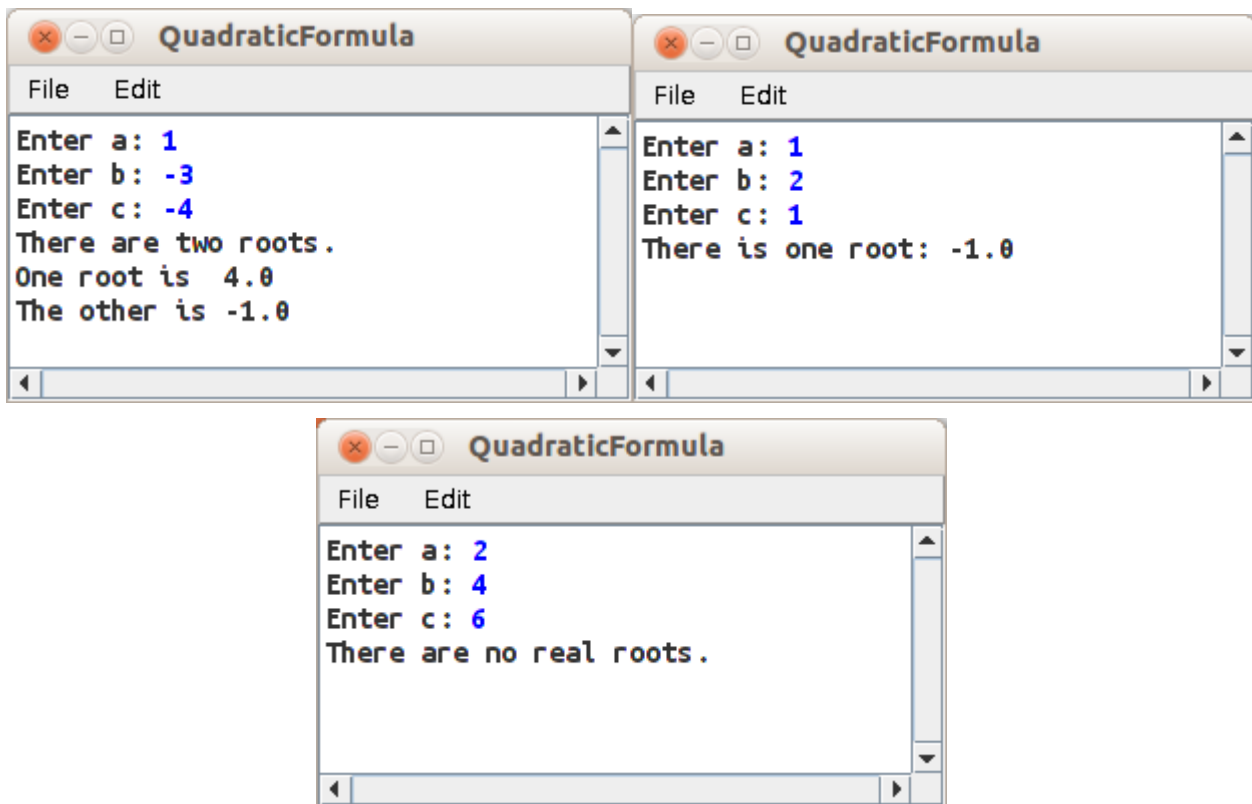 QuadraticFormula
File Edit
Enter a: 1
Enter b: -3
Enter c: -4
There are two roots.
One root is  4.0
The other is -1.0
QuadraticFormula
File Edit
Enter a: 1
Enter b: 2
Enter c: 1
There is one root: -1.0
QuadraticFormula
File Edit
Enter a: 2
Enter b: 4
Enter c: 6
There are no real roots.